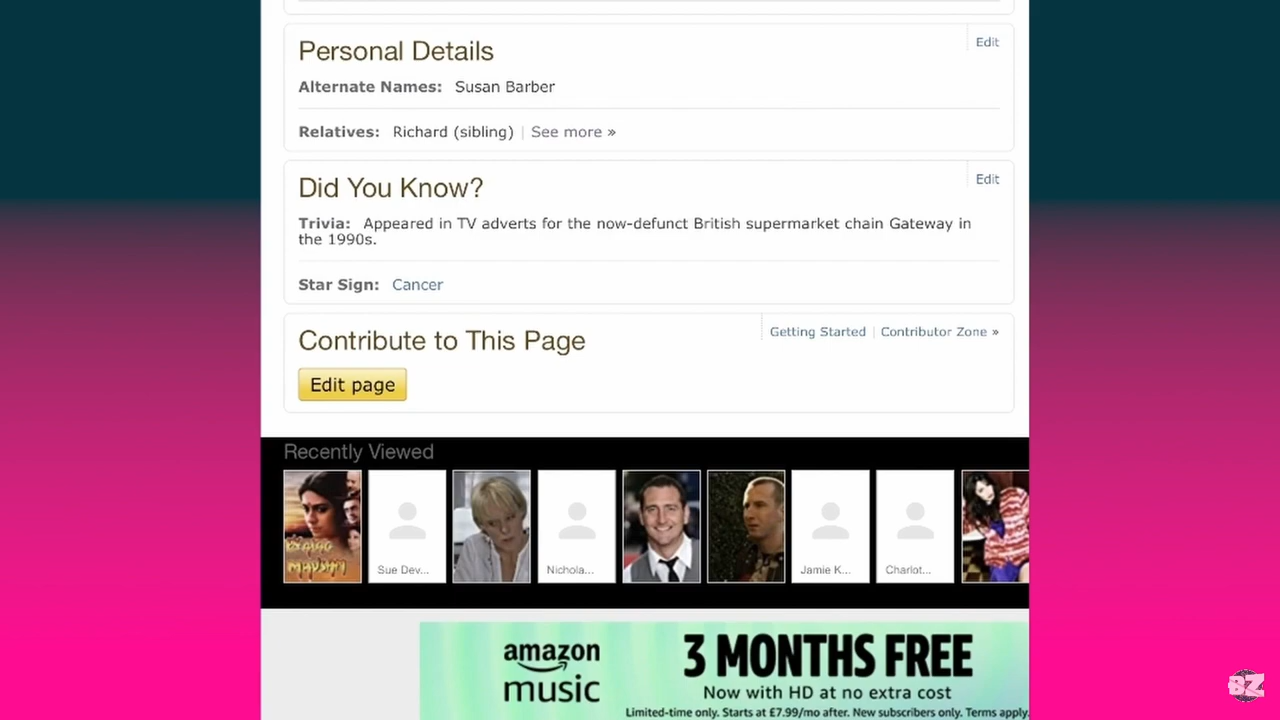 Personal Details
Edit
Alternate Names: Susan Barber
Relatives: Richard (sibling) | See more »
Did You Know?
Edit
Trivia: Appeared in TV adverts for the now-defunct British supermarket chain Gateway in
the 1990s.
Star Sign: Cancer
Contribute to This Page
Getting Started | Contributor Zone »
Edit page
Recently Viewed
Sue Dev...
Nichola...
Jamie K...
Charlot...
amazon
music
3 MONTHS FREE
Now with HD at no extra cost
Limited-time only. Starts at £7.99/mo after. New subscribers only. Terms apply.
BZ